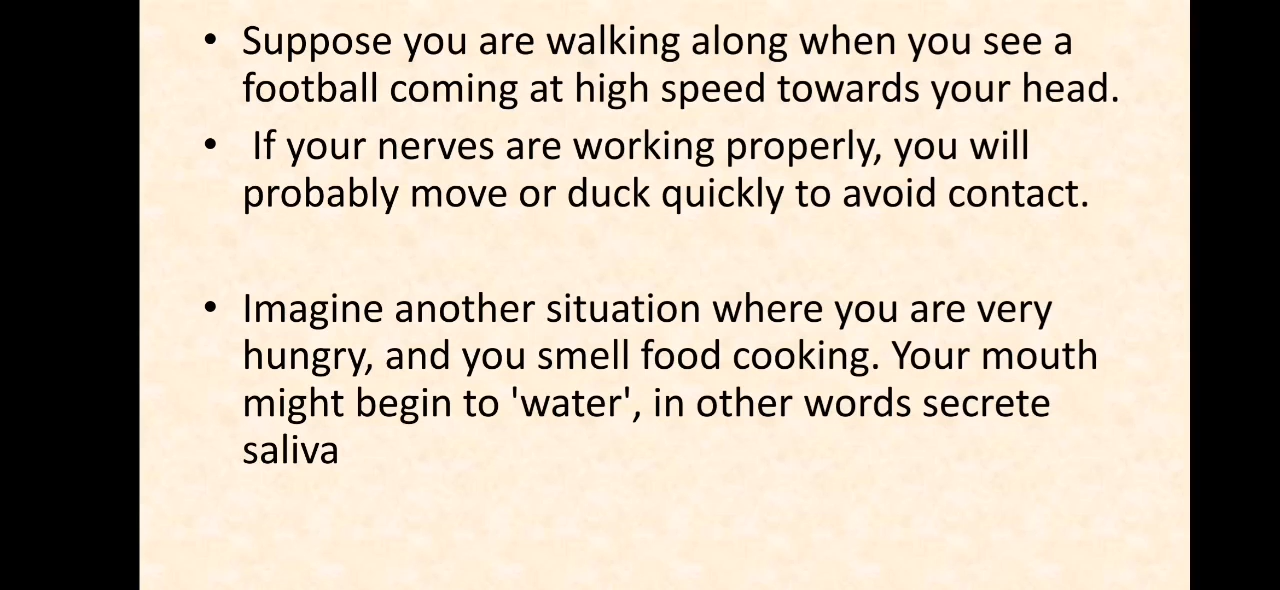 • Suppose you are walking along when you see a
football coming at high speed towards your head.
• If your nerves are working properly, you will
probably move or duck quickly to avoid contact.
• Imagine another situation where you are very
hungry, and you smell food cooking. Your mouth
might begin to 'water', in other words secrete
saliva